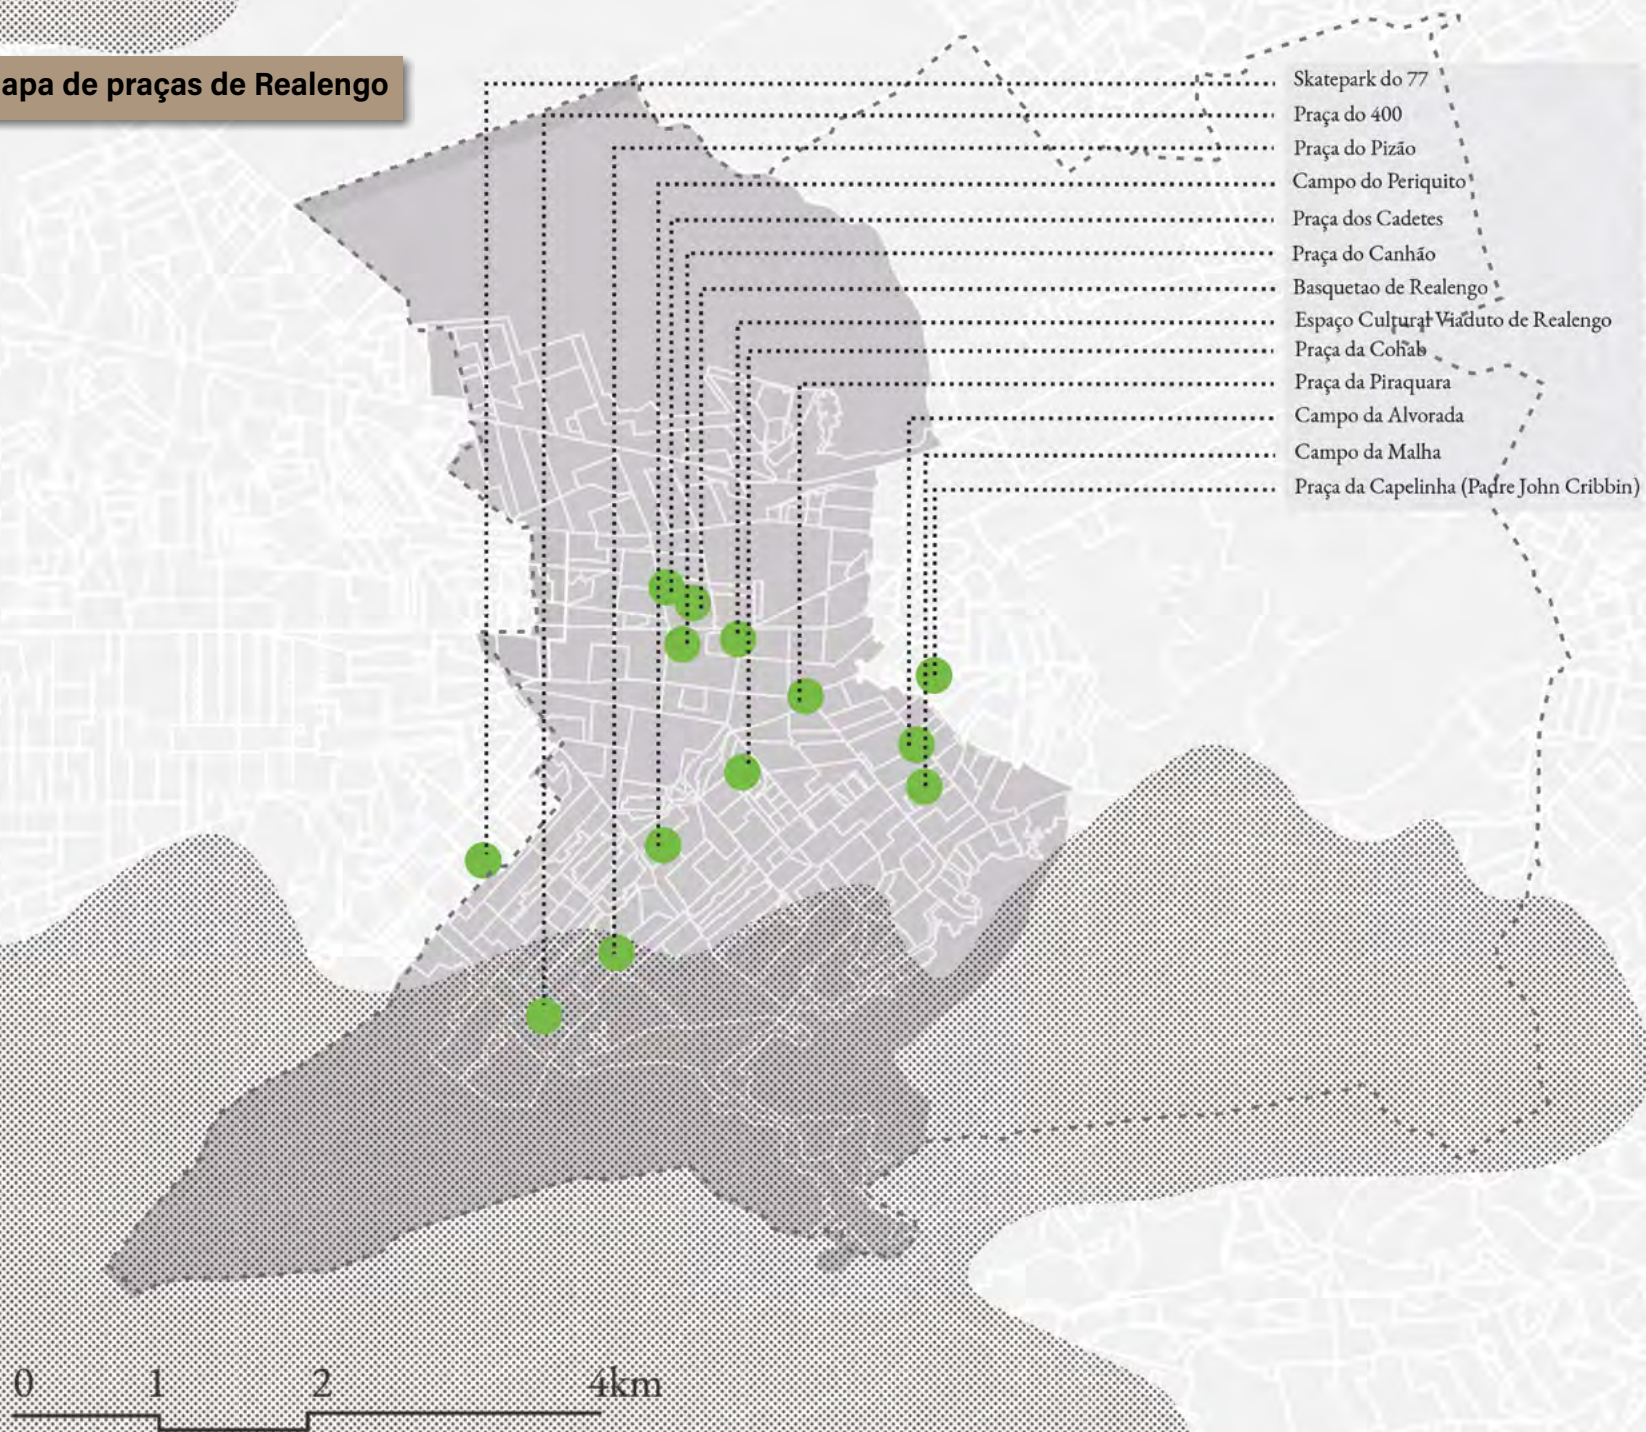 apa de praças de Realengo
Skatepark do 77
Praça do 400
Praça do Pizão
Campo do Periquito
Praça dos Cadetes
Praça do Canhão
Basquetao de Realengo
Espaço Cultural Viaduto de Realengo
Praça da Cohab
Praça da Piraquara
Campo da Alvorada
Campo da Malha
Praça da Capelinha (Padre John Cribbin)
0 1 2 4km